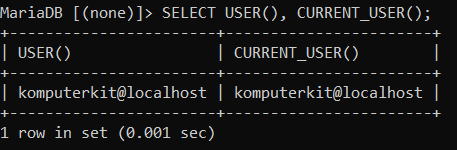 MariaDB [(none)]> SELECT USER(), CURRENT_USER();
+------------------------+------------------------+
| USER()                 | CURRENT_USER()         |
+------------------------+------------------------+
| komputerkit@localhost | komputerkit@localhost |
+------------------------+------------------------+
1 row in set (0.001 sec)